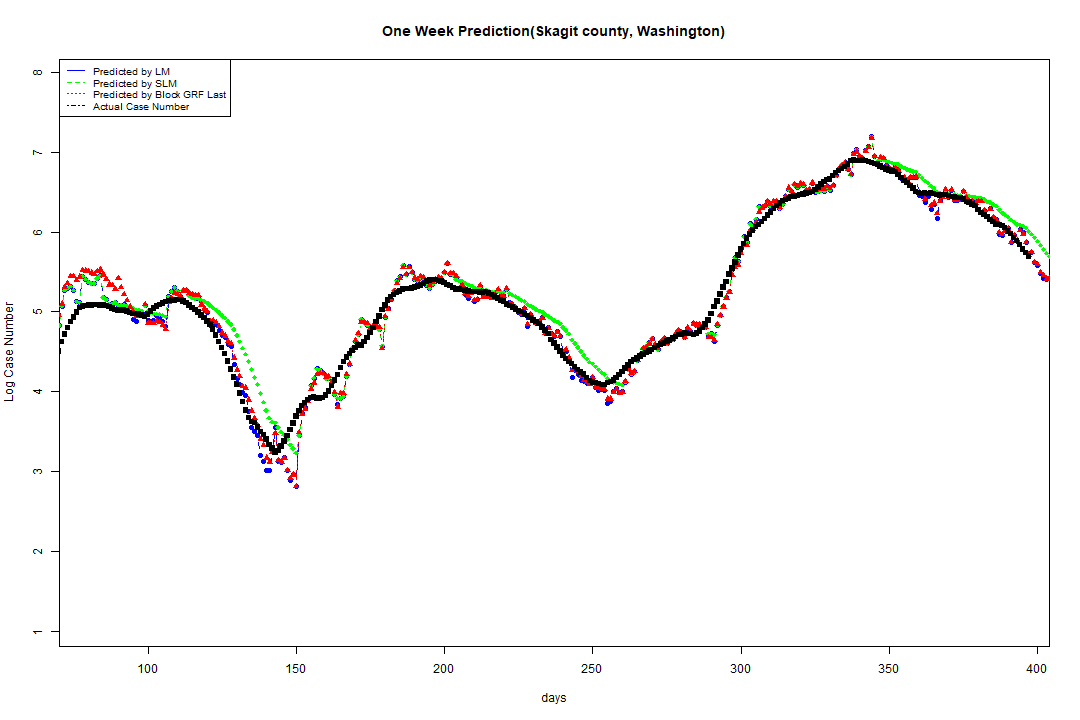 One Week Prediction(Skagit county, Washington)
Predicted by LM
Predicted by SLM
Predicted by Block GRF Last
Actual Case Number
8
7
6
5
4
3
2
1
Log Case Number
100 150 200 250 300 350 400
days